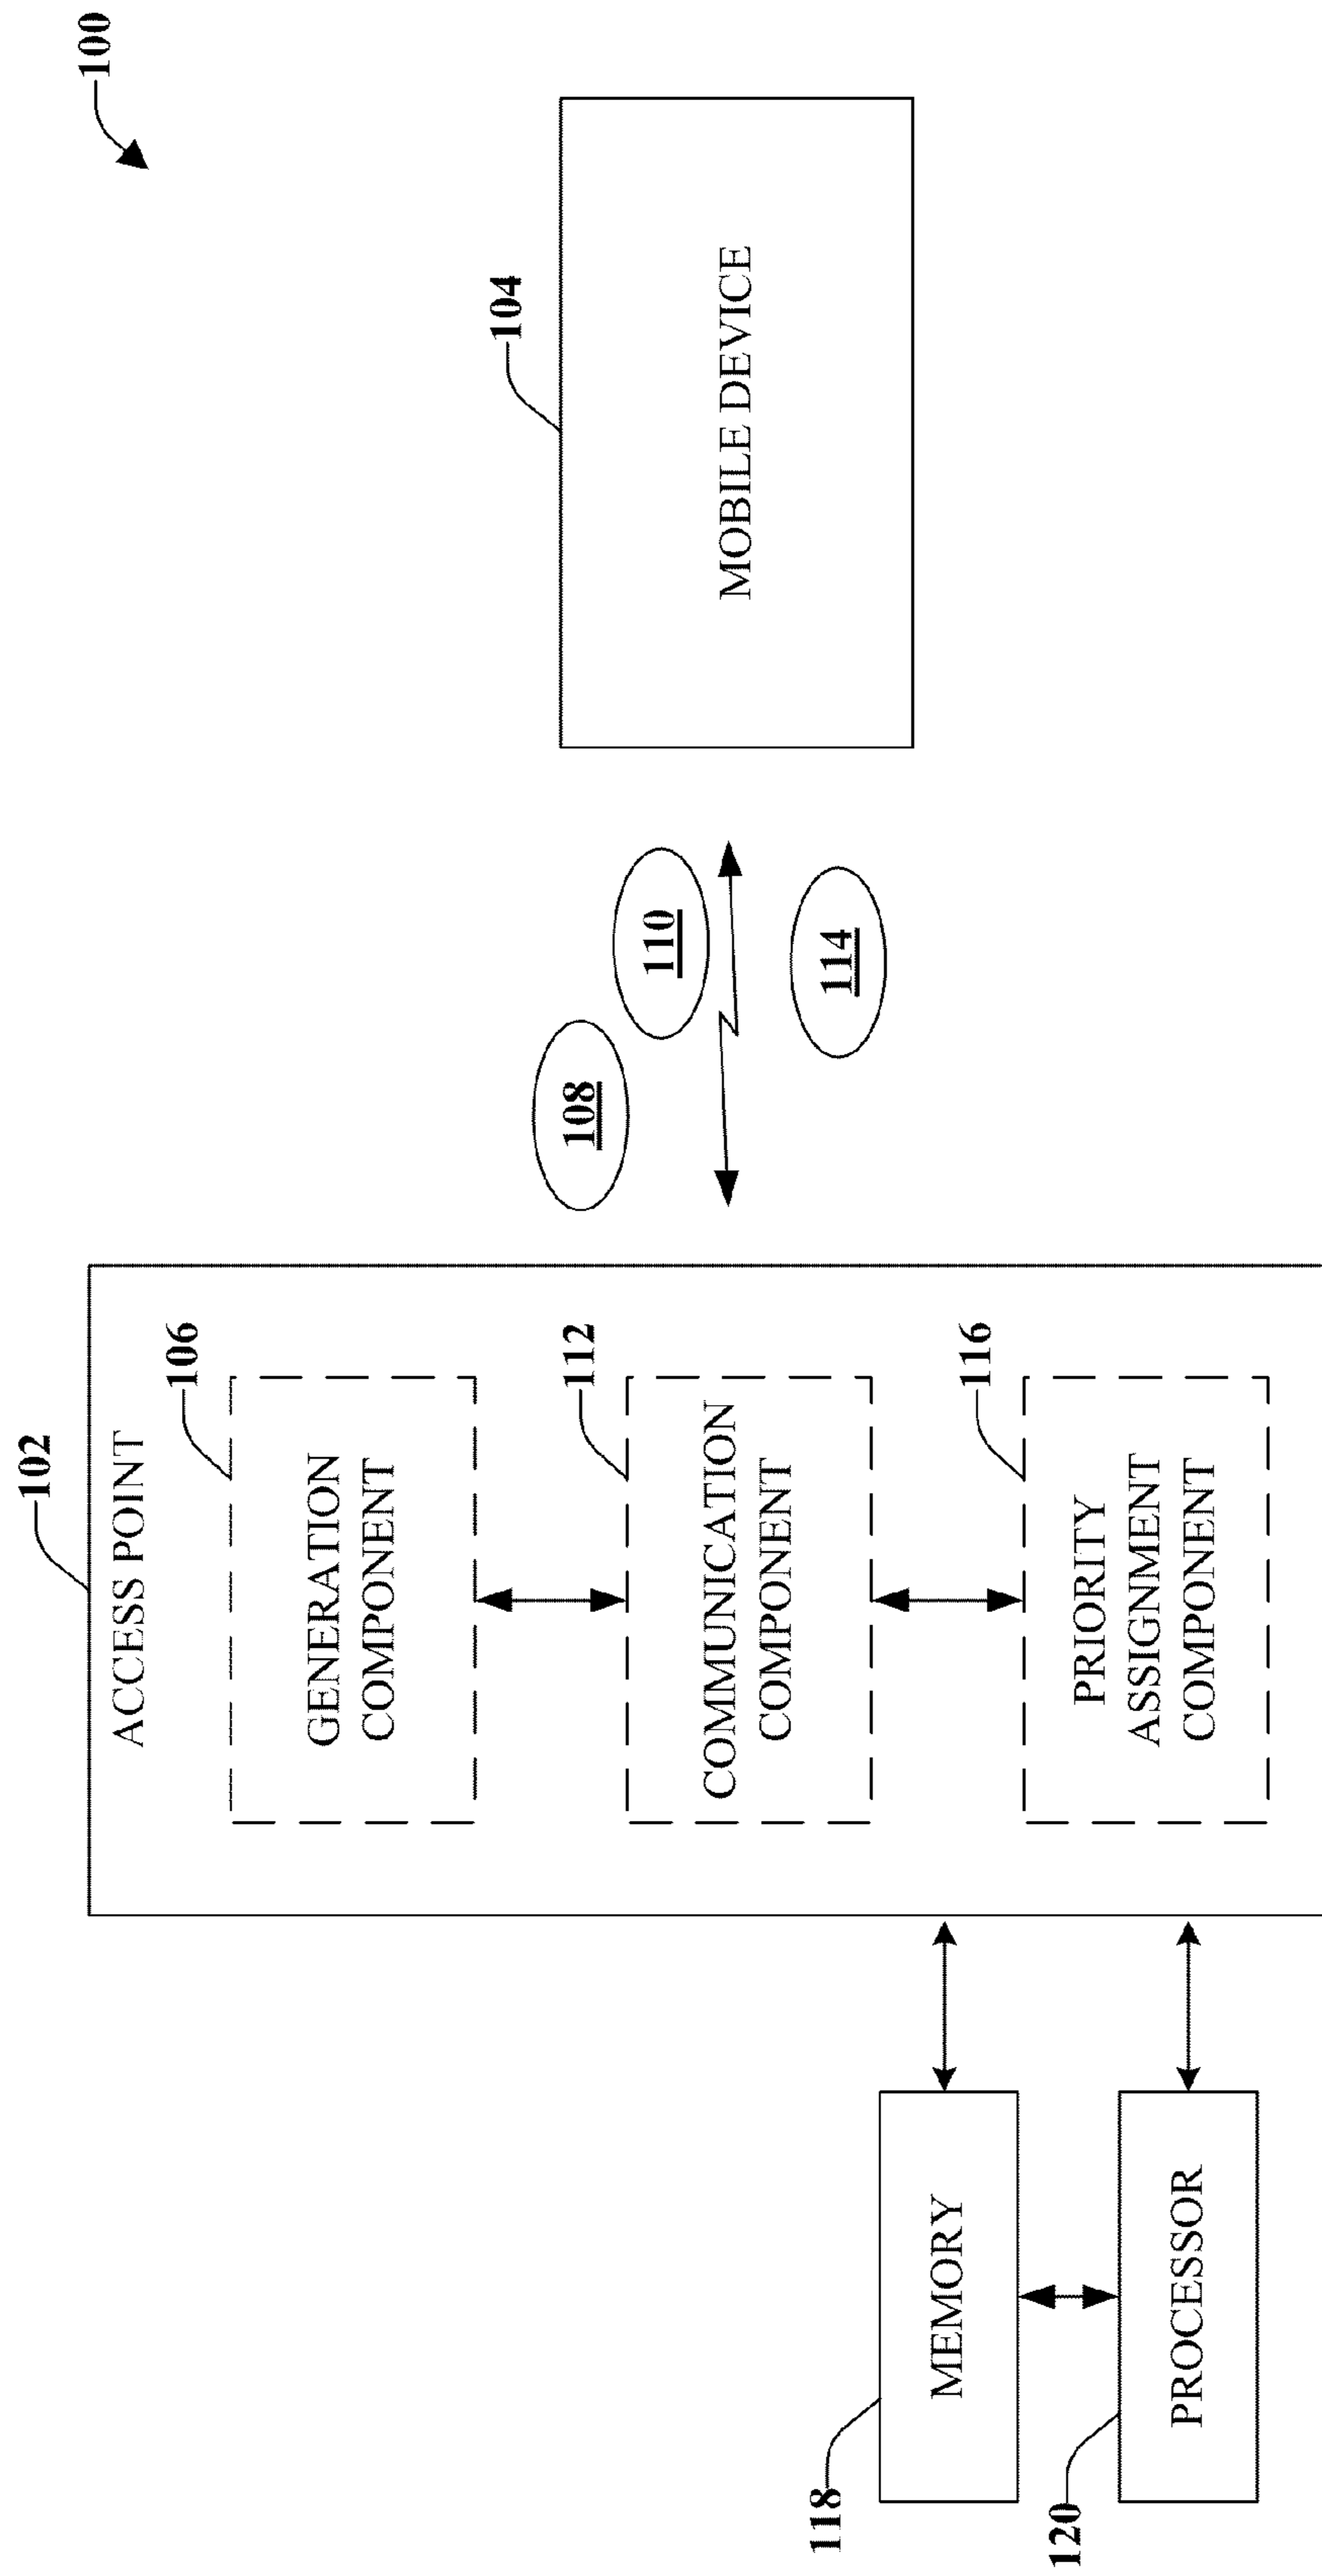 100
102
ACCESS POINT
106
GENERATION
COMPONENT
104
MOBILE DEVICE
108
110
112
COMMUNICATION
COMPONENT
114
116
PRIORITY
ASSIGNMENT
COMPONENT
118
MEMORY
120
PROCESSOR